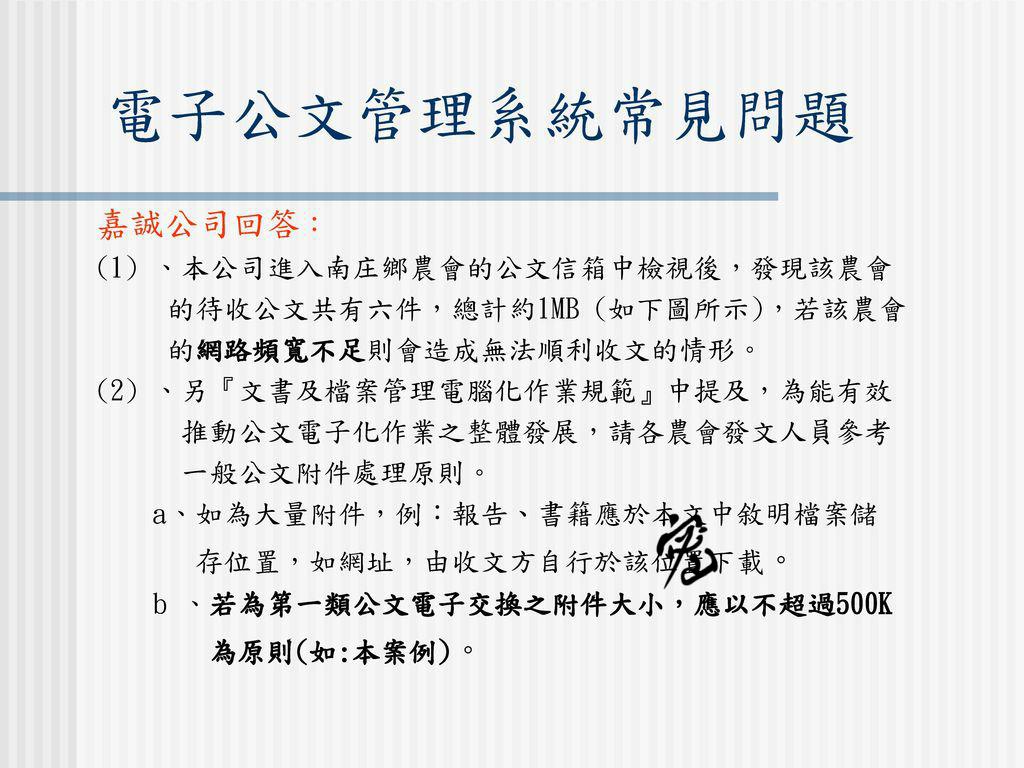 電子公文管理系統常見問題
嘉誠公司回答：
(1) 、本公司進入南庄鄉農會的公文信箱中檢視後，發現該農會
的待收公文共有六件，總計約1MB (如下圖所示)，若該農會
的網路頻寬不足則會造成無法順利收文的情形。
(2) 、另『文書及檔案管理電腦化作業規範』中提及，為能有效
推動公文電子化作業之整體發展，請各農會發文人員參考
一般公文附件處理原則。
a、如為大量附件，例：報告、書籍應於本文中敘明檔案儲
存位置，如網址，由收文方自行於該位置下載。
b 、若為第一類公文電子交換之附件大小，應以不超過500K
為原則(如:本案例)。